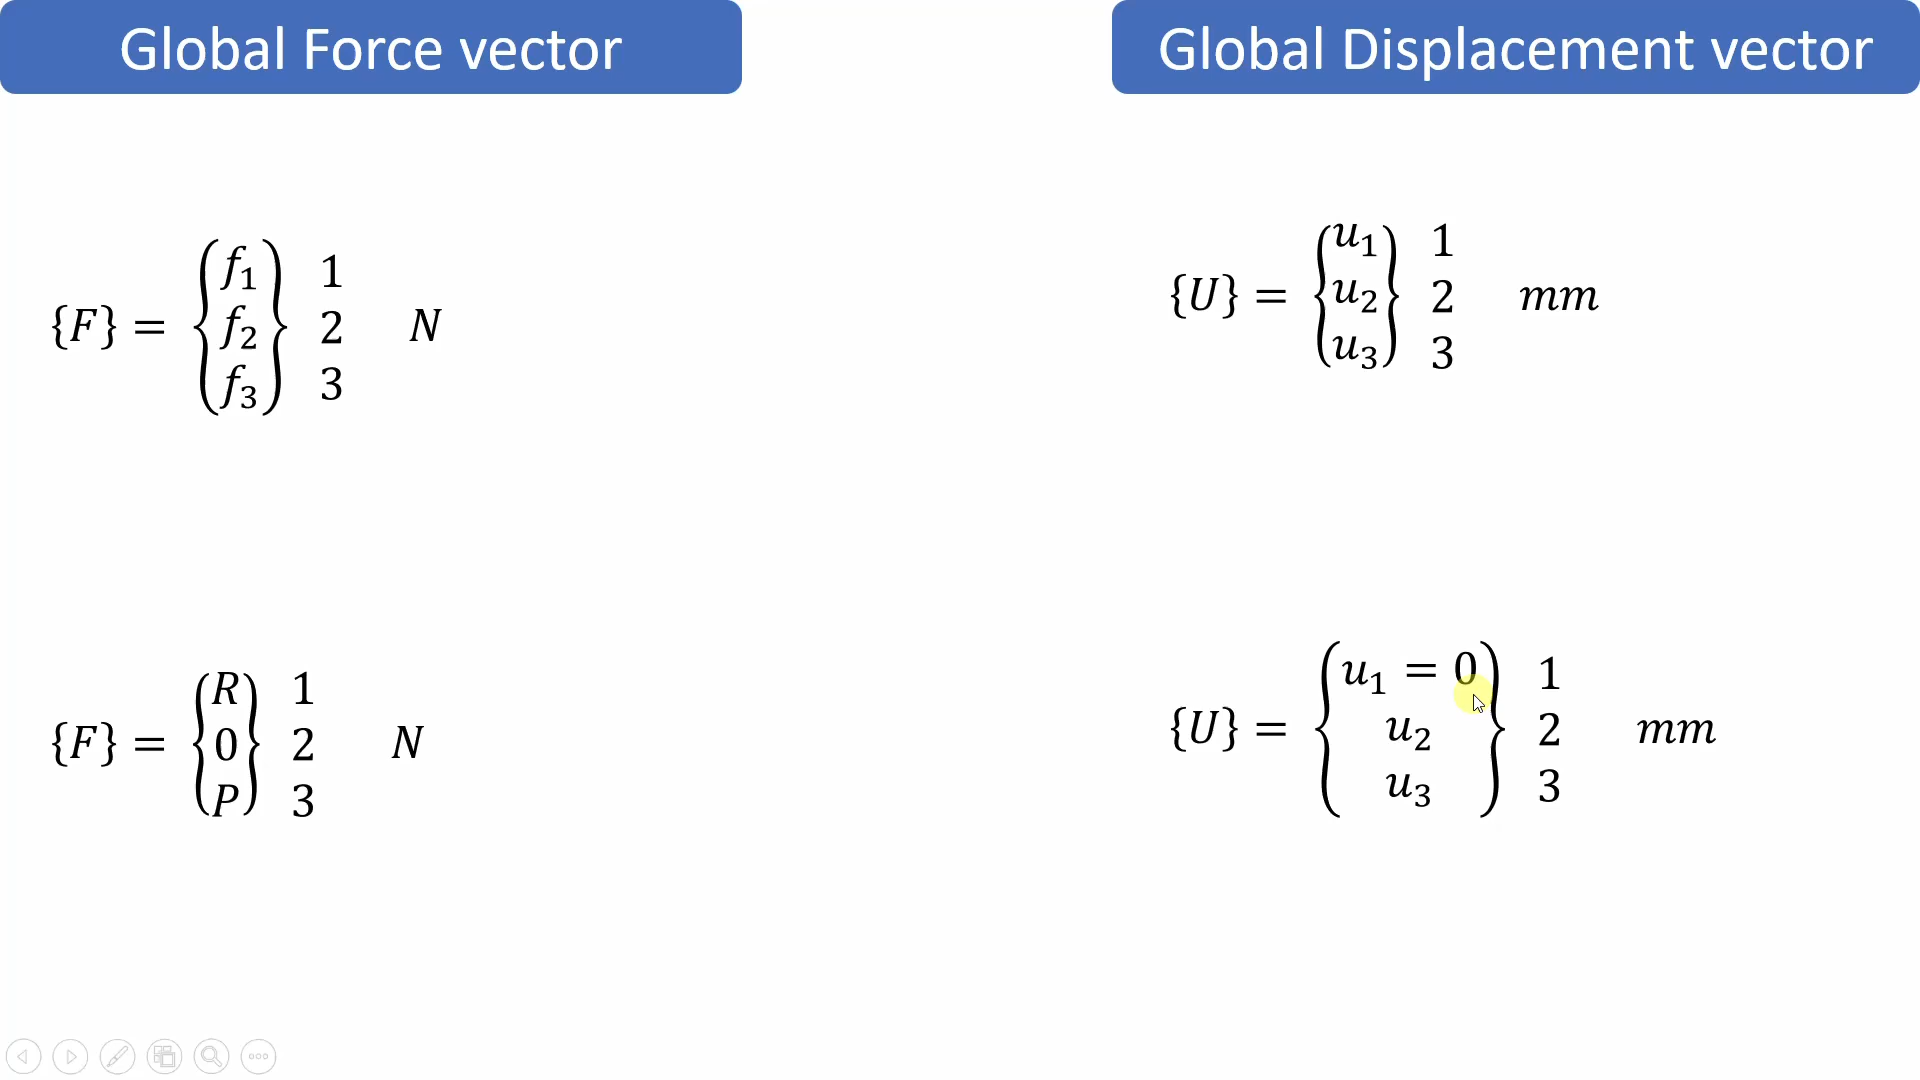 Global Force vector
Global Displacement vector
{F} = {f₁ f₂ f₃} 1 2 3 N
{U} = {u₁ u₂ u₃} 1 2 3 mm
{F} = {R 0 P} 1 2 3 N
{U} = {u₁ = 0 u₂ u₃} 1 2 3 mm